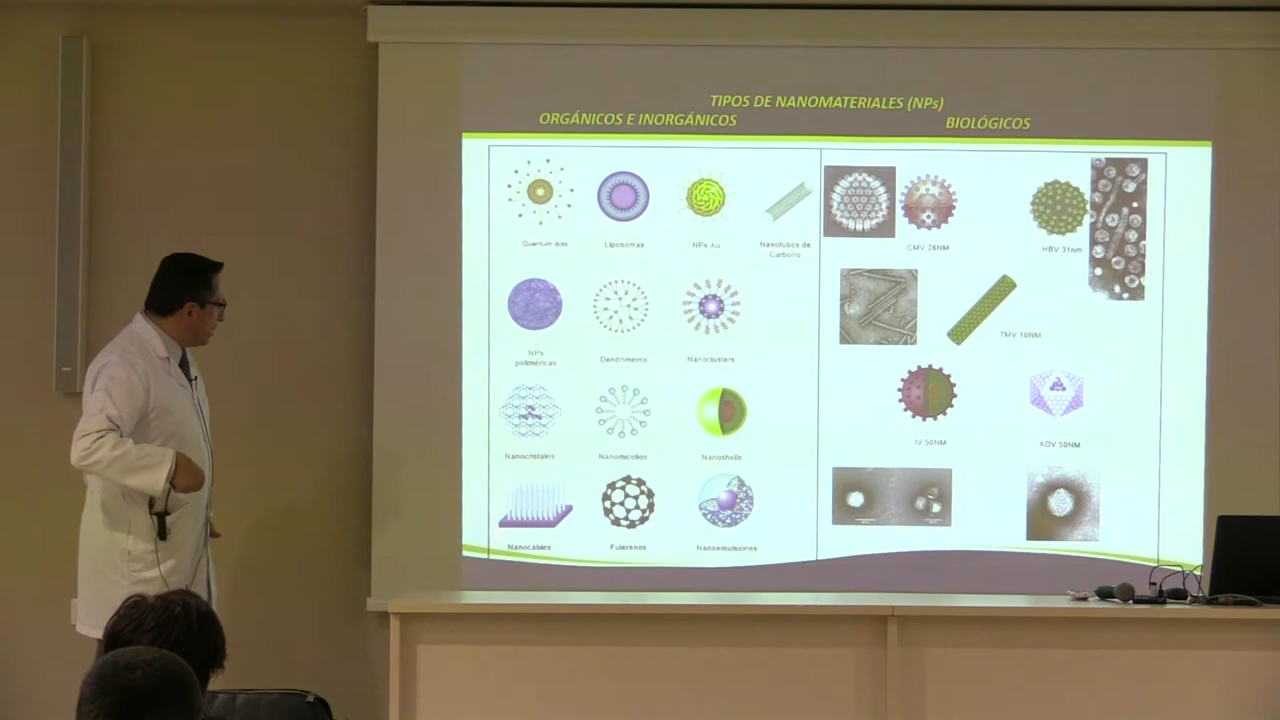 TIPOS DE NANOMATERIALES (NPs)
ORGÁNICOS E INORGÁNICOS
BIOLÓGICOS
Quantum dots
Liposomas
NPs Au
Nanotubos de
Carbono
CMV 28NM
HBV 31nm
NPs
poliméricas
Dendrímeros
Nanoclusters
TMV 10NM
Nanocristales
Nanomicelles
Nanoshells
IV 50NM
ADV 50NM
Nanocables
Fulerenos
Nanoemulsiones